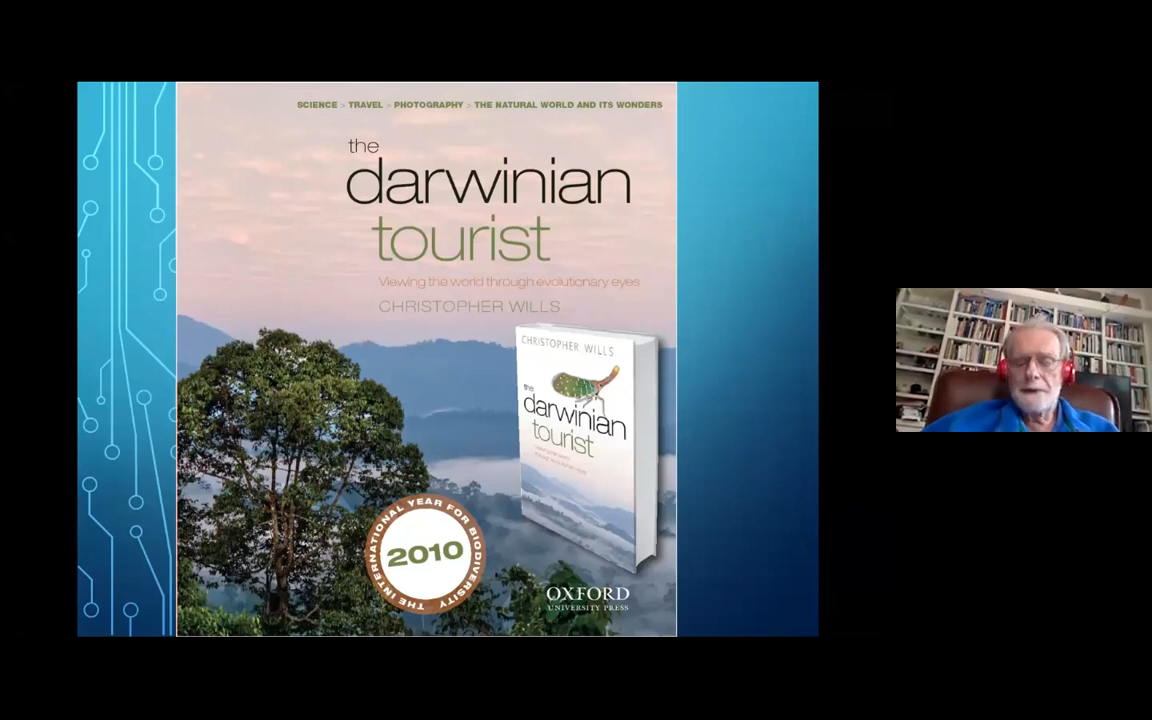 SCIENCE > TRAVEL > PHOTOGRAPHY > THE NATURAL WORLD AND ITS WONDERS
the
darwinian
tourist
Viewing the world through evolutionary eyes
CHRISTOPHER WILLS
CHRISTOPHER WILLS
the
darwinian
tourist
THE INTERNATIONAL YEAR FOR BIODIVERSITY
2010
OXFORD
UNIVERSITY PRESS